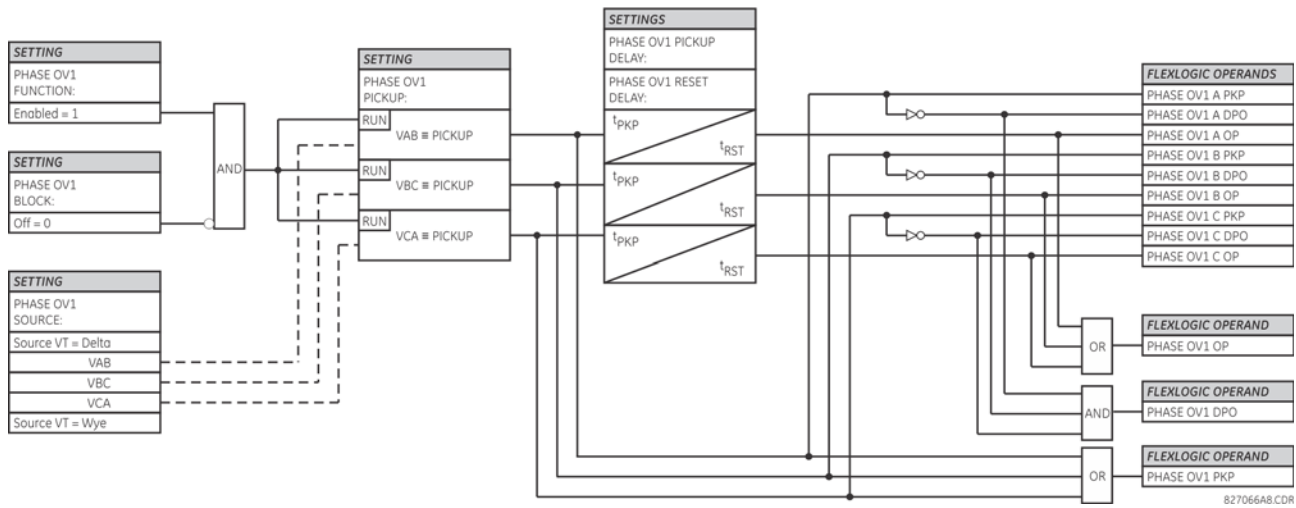 SETTING
PHASE OV1
FUNCTION:
Enabled = 1
SETTING
PHASE OV1
BLOCK:
Off = 0
SETTING
PHASE OV1
SOURCE:
Source VT = Delta
VAB
VBC
VCA
Source VT = Wye
AND
SETTING
PHASE OV1
PICKUP:
RUN
VAB ≡ PICKUP
RUN
VBC ≡ PICKUP
RUN
VCA ≡ PICKUP
SETTINGS
PHASE OV1 PICKUP
DELAY:
PHASE OV1 RESET
DELAY:
tPKP
tRST
tPKP
tRST
tPKP
tRST
FLEXLOGIC OPERANDS
PHASE OV1 A PKP
PHASE OV1 A DPO
PHASE OV1 A OP
PHASE OV1 B PKP
PHASE OV1 B DPO
PHASE OV1 B OP
PHASE OV1 C PKP
PHASE OV1 C DPO
PHASE OV1 C OP
OR
FLEXLOGIC OPERAND
PHASE OV1 OP
AND
FLEXLOGIC OPERAND
PHASE OV1 DPO
OR
FLEXLOGIC OPERAND
PHASE OV1 PKP
827066A8.CDR